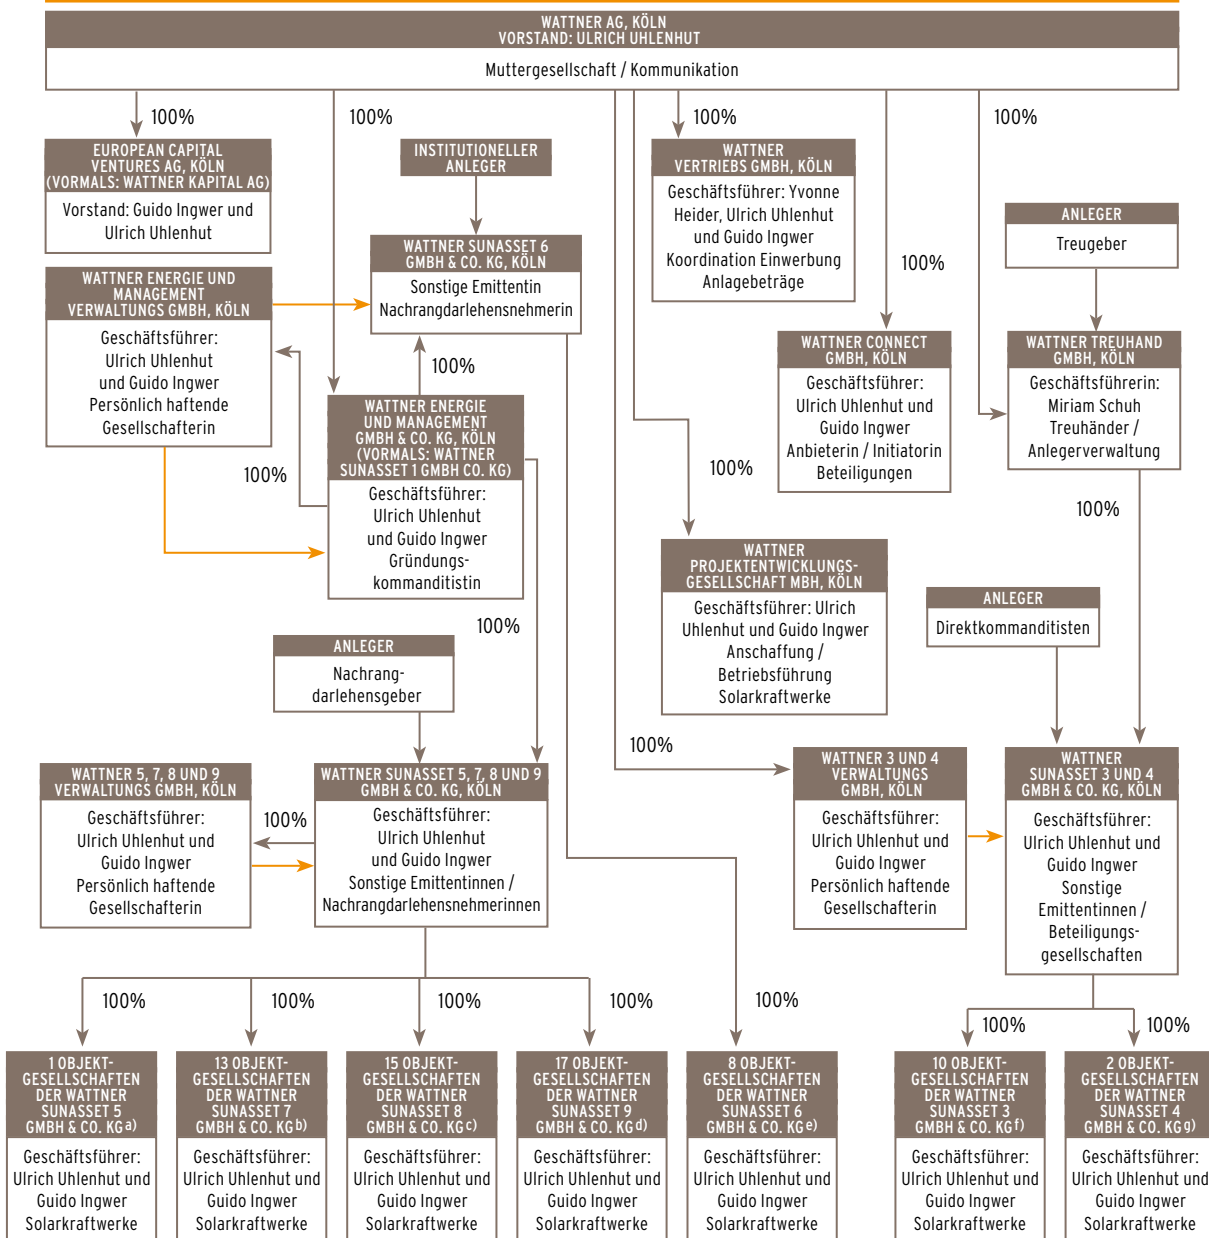 WATTNER AG, KÖLN
VORSTAND: ULRICH UHLENHUT
Muttergesellschaft / Kommunikation
100%
100%
100%
100%
EUROPEAN CAPITAL
VENTURES AG, KÖLN
(VORMALS: WATTNER KAPITAL AG)
Vorstand: Guido Ingwer und
Ulrich Uhlenhut
INSTITUTIONELLER
ANLEGER
WATTNER
VERTRIEBS GMBH, KÖLN
Geschäftsführer: Yvonne
Heider, Ulrich Uhlenhut
und Guido Ingwer
Koordination Einwerbung
Anlagebeträge
ANLEGER
Treugeber
WATTNER SUNASSET 6
GMBH & CO. KG, KÖLN
Sonstige Emittentin
Nachrangdarlehensnehmerin
100%
WATTNER ENERGIE UND
MANAGEMENT
VERWALTUNGS GMBH, KÖLN
Geschäftsführer:
Ulrich Uhlenhut
und Guido Ingwer
Persönlich haftende
Gesellschafterin
100%
WATTNER CONNECT
GMBH, KÖLN
Geschäftsführer:
Ulrich Uhlenhut und
Guido Ingwer
Anbieterin / Initiatorin
Beteiligungen
WATTNER TREUHAND
GMBH, KÖLN
Geschäftsführerin:
Miriam Schuh
Treuhänder /
Anlegerverwaltung
WATTNER ENERGIE
UND MANAGEMENT
GMBH & CO. KG, KÖLN
(VORMALS: WATTNER
SUNASSET 1 GMBH CO. KG)
Geschäftsführer:
Ulrich Uhlenhut
und Guido Ingwer
Gründungs-
kommanditistin
100%
100%
100%
WATTNER
PROJEKTENTWICKLUNGS-
GESELLSCHAFT MBH, KÖLN
Geschäftsführer: Ulrich
Uhlenhut und Guido Ingwer
Anschaffung /
Betriebsführung
Solarkraftwerke
ANLEGER
Direktkommanditisten
100%
ANLEGER
Nachrang-
darlehensgeber
100%
WATTNER 5, 7, 8 UND 9
VERWALTUNGS GMBH, KÖLN
Geschäftsführer:
Ulrich Uhlenhut und
Guido Ingwer
Persönlich haftende
Gesellschafterin
100%
WATTNER SUNASSET 5, 7, 8 UND 9
GMBH & CO. KG, KÖLN
Geschäftsführer:
Ulrich Uhlenhut
und Guido Ingwer
Sonstige Emittentinnen /
Nachrangdarlehensnehmerinnen
WATTNER 3 UND 4
VERWALTUNGS
GMBH, KÖLN
Geschäftsführer:
Ulrich Uhlenhut und
Guido Ingwer
Persönlich haftende
Gesellschafterin
WATTNER
SUNASSET 3 UND 4
GMBH & CO. KG, KÖLN
Geschäftsführer:
Ulrich Uhlenhut und
Guido Ingwer
Sonstige
Emittentinnen /
Beteiligungs-
gesellschaften
100%
100%
100%
100%
100%
100%
100%
1 OBJEKT-
GESELLSCHAFTEN
DER WATTNER
SUNASSET 5
GMBH & CO. KG a)
Geschäftsführer:
Ulrich Uhlenhut und
Guido Ingwer
Solarkraftwerke
13 OBJEKT-
GESELLSCHAFTEN
DER WATTNER
SUNASSET 7
GMBH & CO. KG b)
Geschäftsführer:
Ulrich Uhlenhut und
Guido Ingwer
Solarkraftwerke
15 OBJEKT-
GESELLSCHAFTEN
DER WATTNER
SUNASSET 8
GMBH & CO. KG c)
Geschäftsführer:
Ulrich Uhlenhut und
Guido Ingwer
Solarkraftwerke
17 OBJEKT-
GESELLSCHAFTEN
DER WATTNER
SUNASSET 9
GMBH & CO. KG d)
Geschäftsführer:
Ulrich Uhlenhut und
Guido Ingwer
Solarkraftwerke
8 OBJEKT-
GESELLSCHAFTEN
DER WATTNER
SUNASSET 6
GMBH & CO. KG e)
Geschäftsführer:
Ulrich Uhlenhut und
Guido Ingwer
Solarkraftwerke
10 OBJEKT-
GESELLSCHAFTEN
DER WATTNER
SUNASSET 3
GMBH & CO. KG f)
Geschäftsführer:
Ulrich Uhlenhut und
Guido Ingwer
Solarkraftwerke
2 OBJEKT-
GESELLSCHAFTEN
DER WATTNER
SUNASSET 4
GMBH & CO. KG g)
Geschäftsführer:
Ulrich Uhlenhut und
Guido Ingwer
Solarkraftwerke